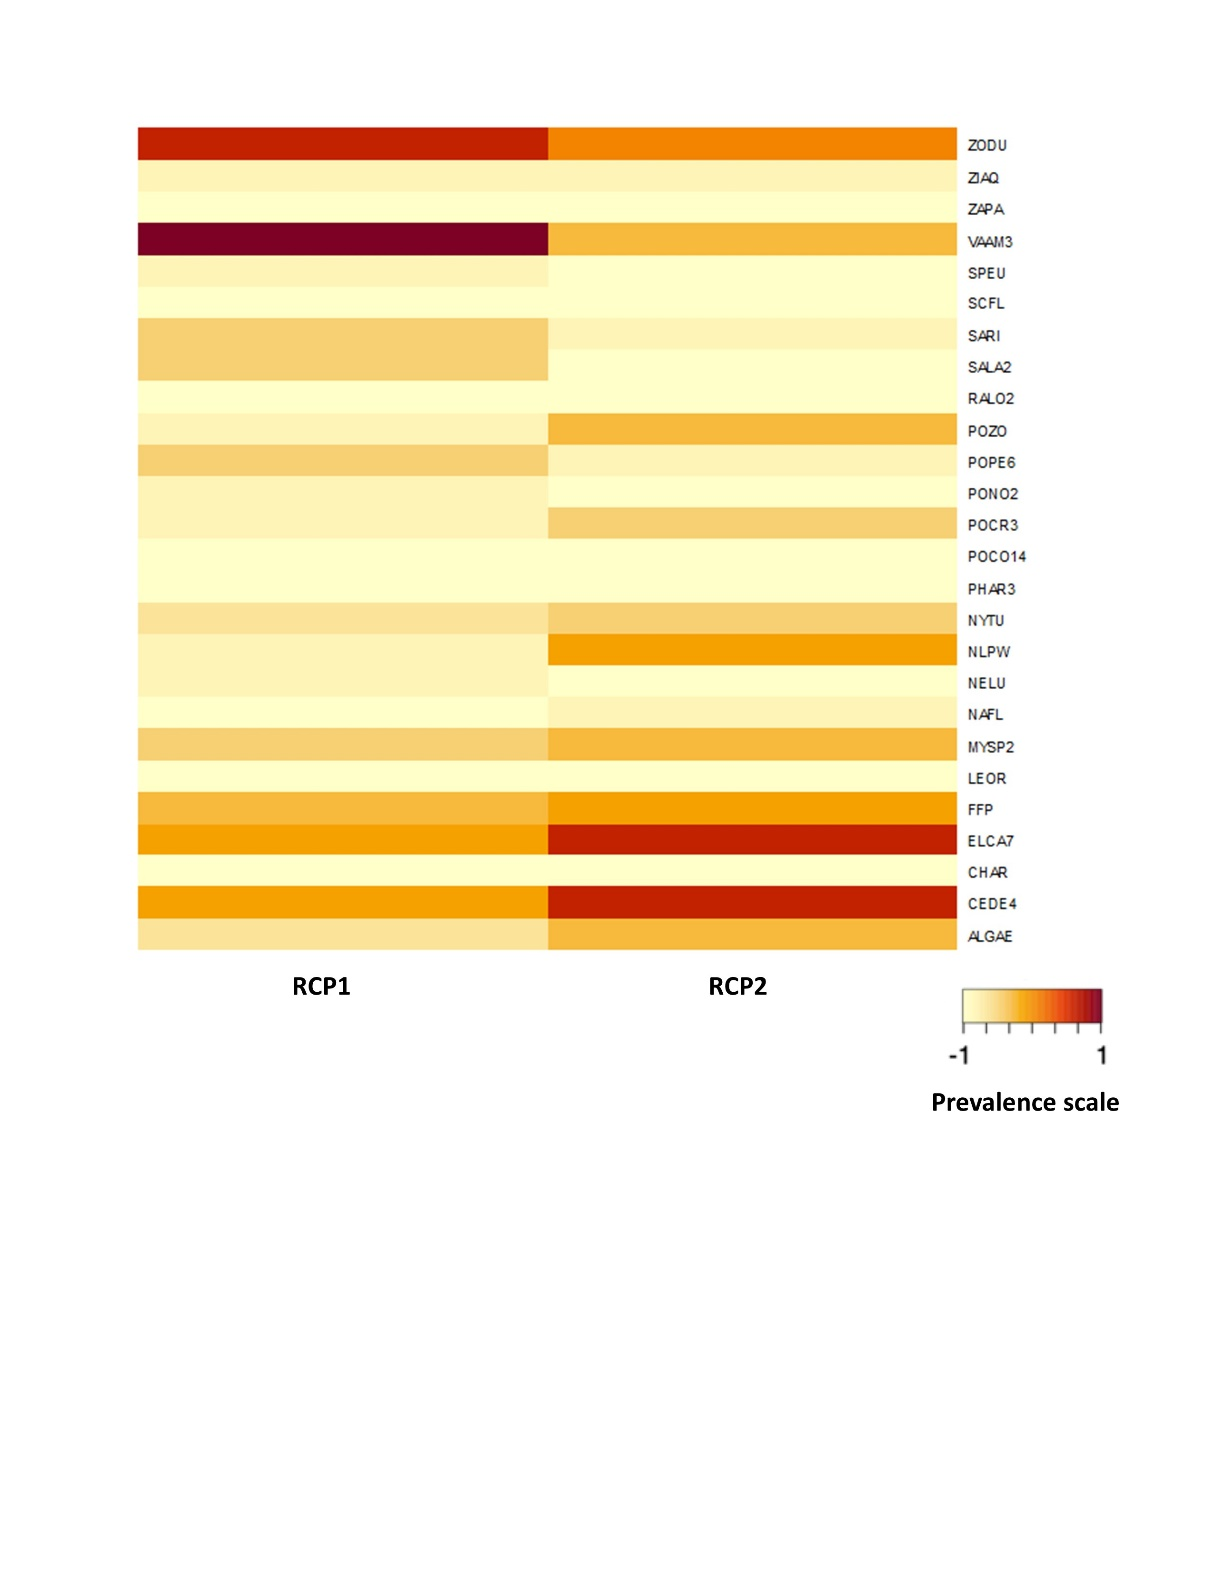 ZODU
ZIAQ
ZAPA
VAAM3
SPEU
SCFL
SARI
SALA2
RALO2
POZO
POPE6
PONO2
POCR3
POCO14
PHAR3
NYTU
NLPW
NELU
NAFL
MYSP2
LEOR
FFP
ELCA7
CHAR
CEDE4
ALGAE
RCP1 RCP2
-1 1
Prevalence scale